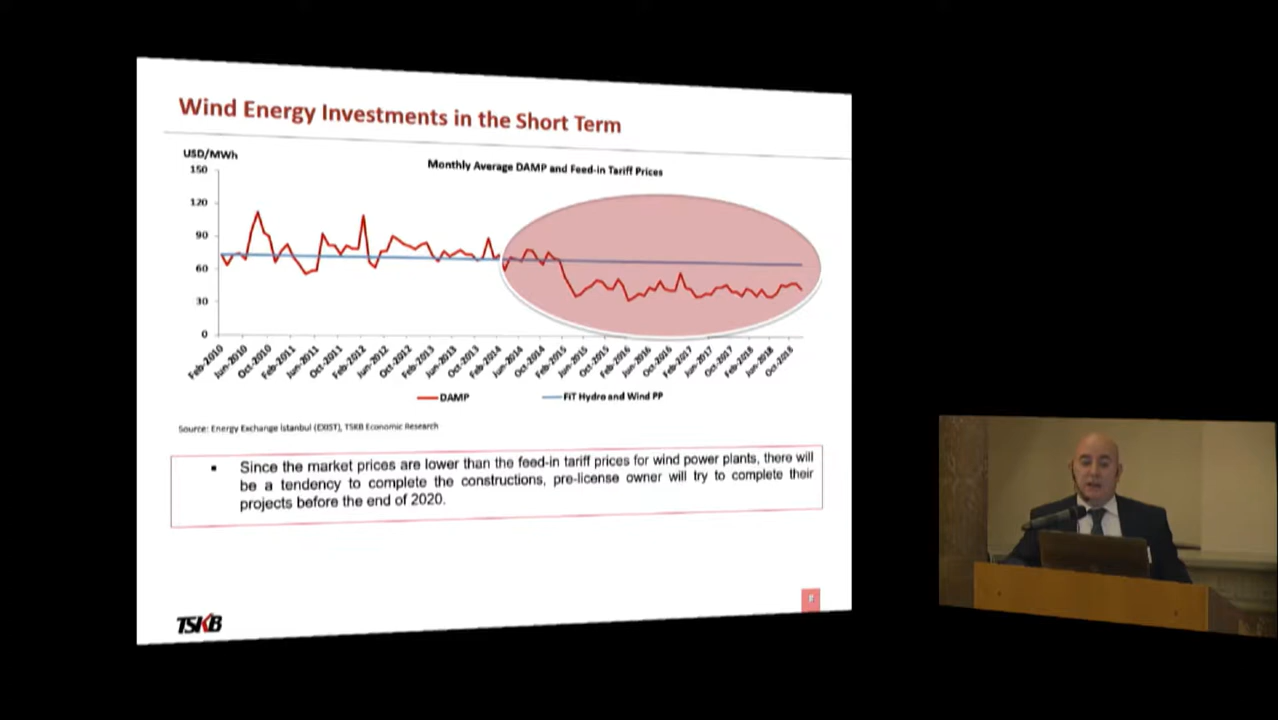 Wind Energy Investments in the Short Term
USD/MWh
Monthly Average DAMP and Feed-in Tariff Prices
150
120
90
60
30
0
Feb-2010 Jun-2010 Oct-2010 Feb-2011 Jun-2011 Oct-2011 Feb-2012 Jun-2012 Oct-2012 Feb-2013 Jun-2013 Oct-2013 Feb-2014 Jun-2014 Oct-2014 Feb-2015 Jun-2015 Oct-2015 Feb-2016 Jun-2016 Oct-2016 Feb-2017 Jun-2017 Oct-2017 Feb-2018 Jun-2018 Oct-2018
DAMP FiT Hydro and Wind PP
Source: Energy Exchange İstanbul (EXIST), TSKB Economic Research
▪ Since the market prices are lower than the feed-in tariff prices for wind power plants, there will
be a tendency to complete the constructions, pre-license owner will try to complete their
projects before the end of 2020.
TSKB